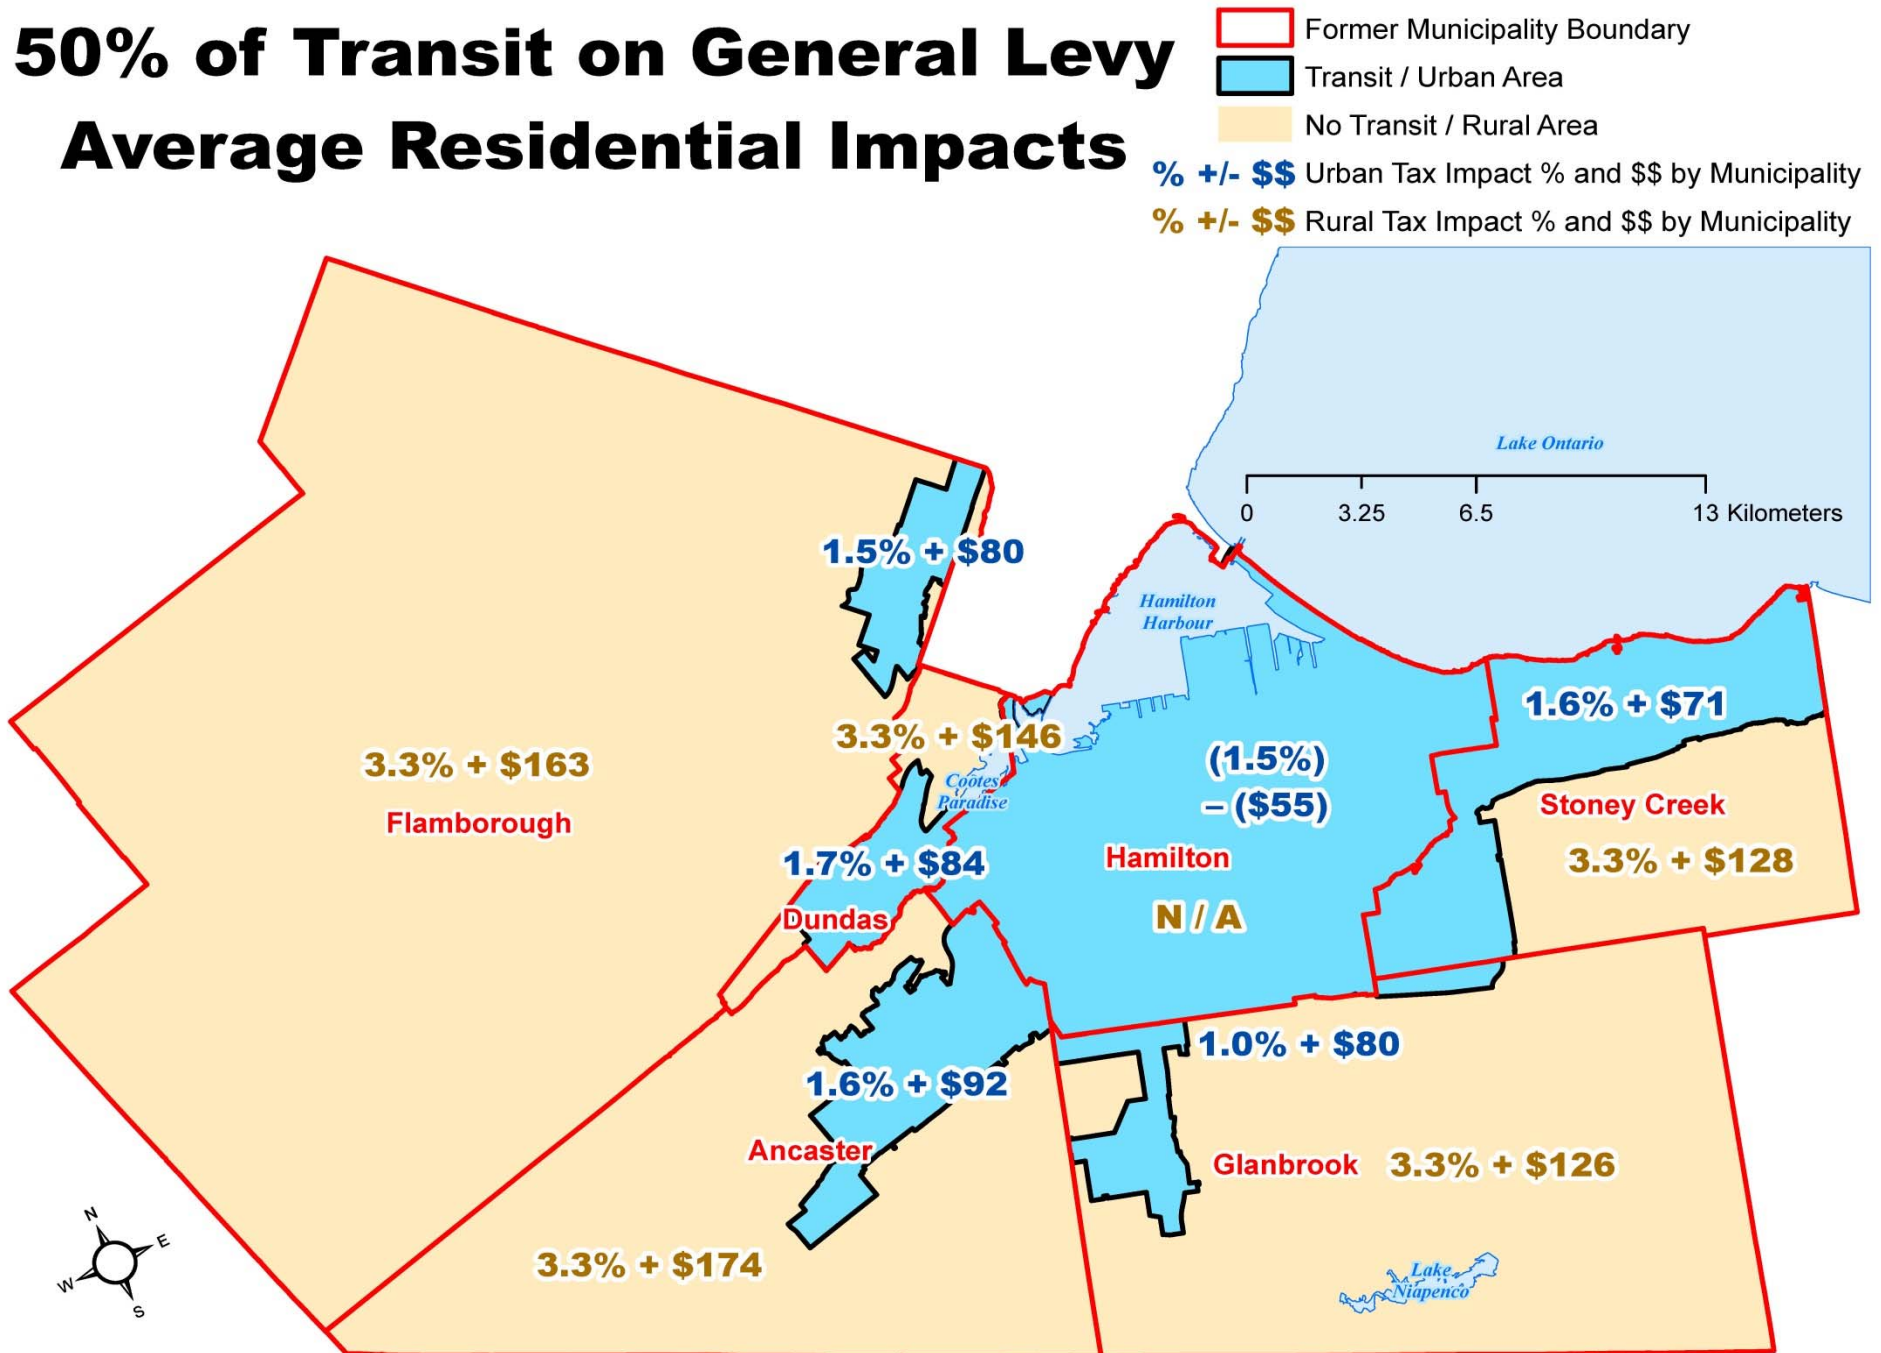 50% of Transit on General Levy
Average Residential Impacts
Former Municipality Boundary
Transit / Urban Area
No Transit / Rural Area
% +/- $$ Urban Tax Impact % and $$ by Municipality
% +/- $$ Rural Tax Impact % and $$ by Municipality
Lake Ontario
0 3.25 6.5 13 Kilometers
1.5% + $80
Hamilton
Harbour
1.6% + $71
3.3% + $146
3.3% + $163
Flamborough
Cootes
Paradise
(1.5%)
– ($55)
Stoney Creek
3.3% + $128
1.7% + $84
Dundas
Hamilton
N / A
1.0% + $80
1.6% + $92
Ancaster
Glanbrook 3.3% + $126
3.3% + $174
Lake
Niapenco
N
E
W
S